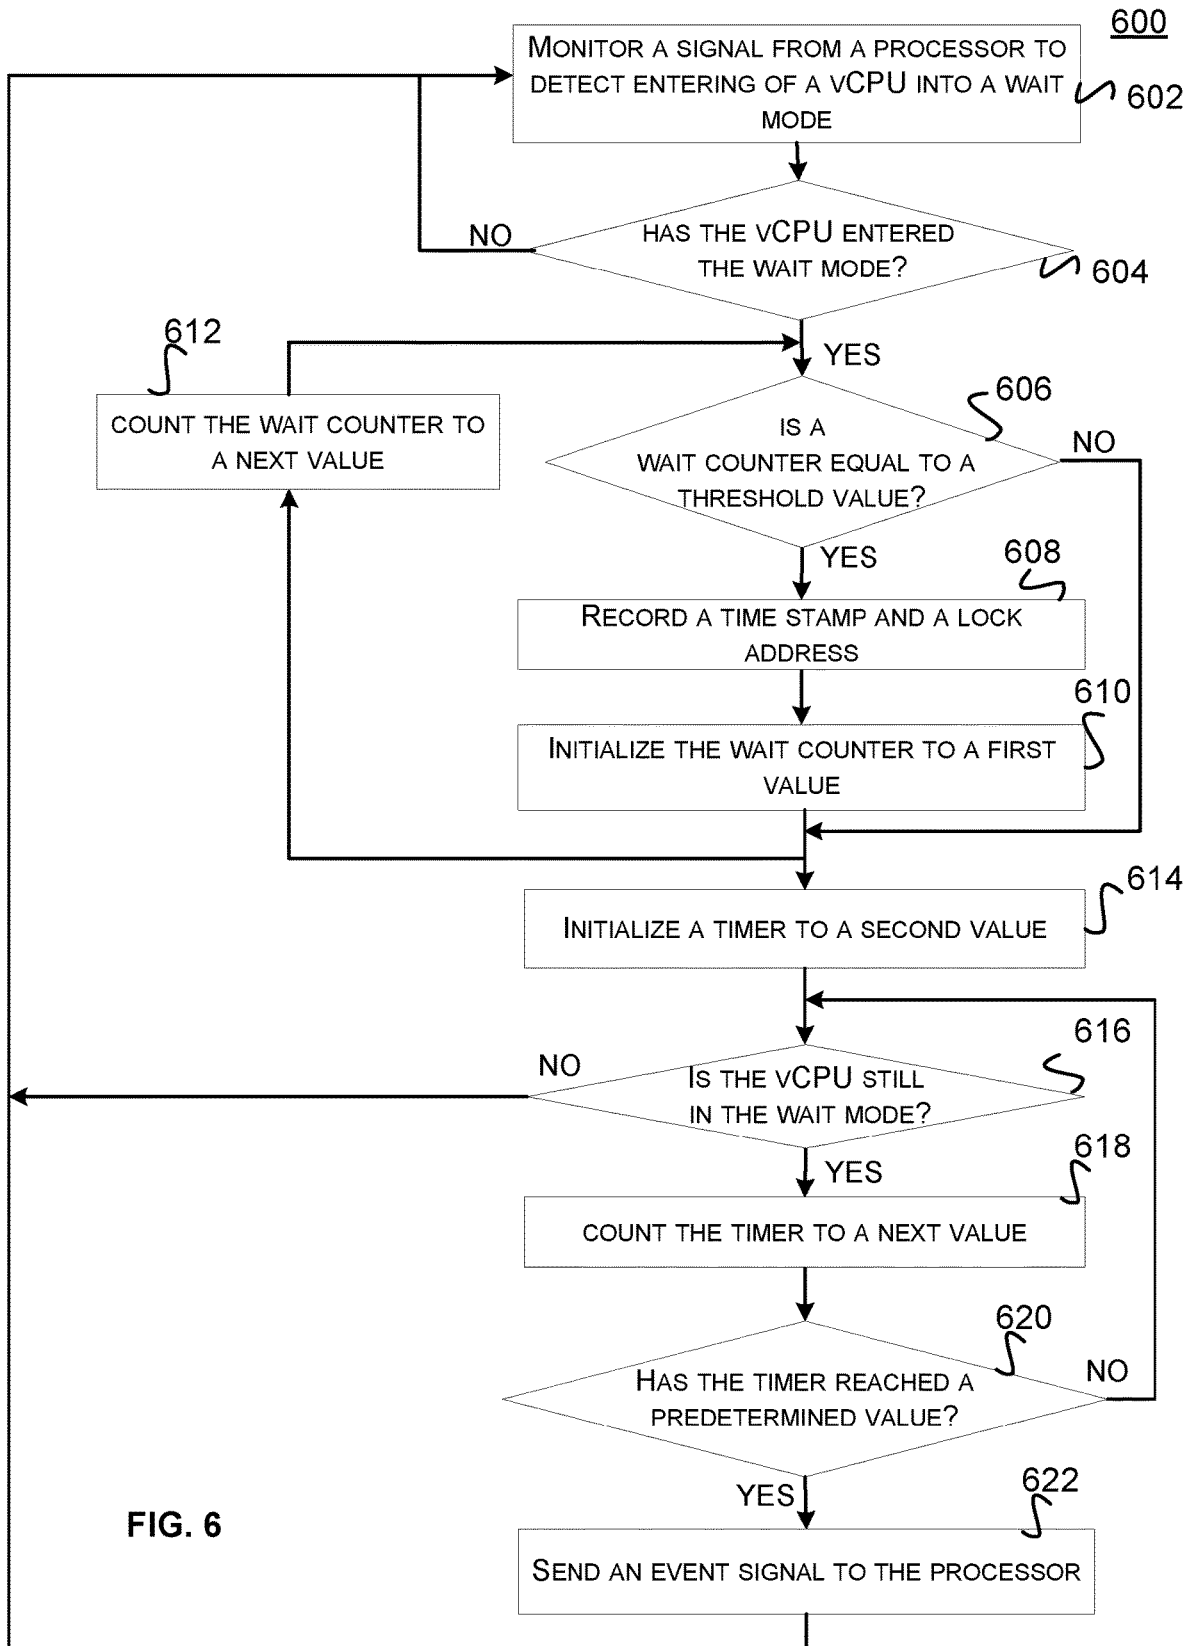 600
MONITOR A SIGNAL FROM A PROCESSOR TO
DETECT ENTERING OF A VCPU INTO A WAIT
MODE
602
HAS THE VCPU ENTERED
THE WAIT MODE?
NO
604
YES
612
COUNT THE WAIT COUNTER TO
A NEXT VALUE
606
IS A
WAIT COUNTER EQUAL TO A
THRESHOLD VALUE?
NO
YES
608
RECORD A TIME STAMP AND A LOCK
ADDRESS
610
INITIALIZE THE WAIT COUNTER TO A FIRST
VALUE
614
INITIALIZE A TIMER TO A SECOND VALUE
616
NO
IS THE VCPU STILL
IN THE WAIT MODE?
YES
618
COUNT THE TIMER TO A NEXT VALUE
620
HAS THE TIMER REACHED A
PREDETERMINED VALUE?
NO
YES
622
SEND AN EVENT SIGNAL TO THE PROCESSOR
FIG. 6